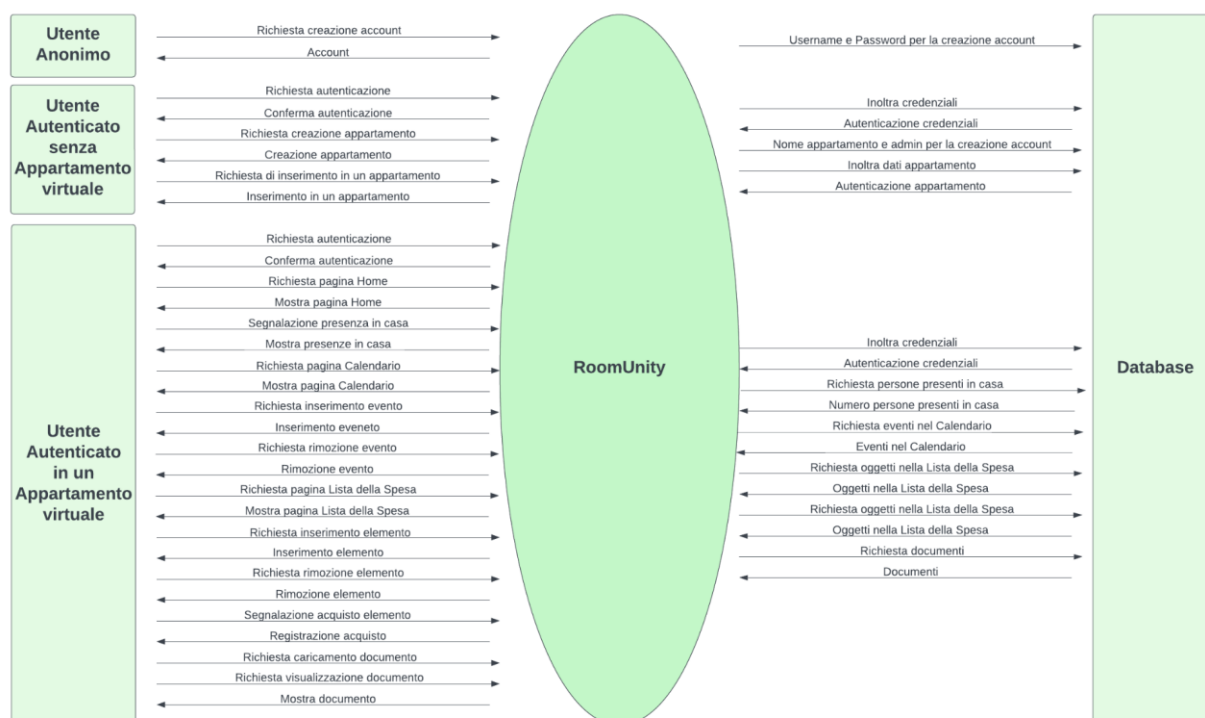 Utente
Anonimo
Richiesta creazione account
Account
Utente
Autenticato
senza
Appartamento
virtuale
Richiesta autenticazione
Conferma autenticazione
Richiesta creazione appartamento
Creazione appartamento
Richiesta di inserimento in un appartamento
Inserimento in un appartamento
Utente
Autenticato
in un
Appartamento
virtuale
Richiesta autenticazione
Conferma autenticazione
Richiesta pagina Home
Mostra pagina Home
Segnalazione presenza in casa
Mostra presenze in casa
Richiesta pagina Calendario
Mostra pagina Calendario
Richiesta inserimento evento
Inserimento eveneto
Richiesta rimozione evento
Rimozione evento
Richiesta pagina Lista della Spesa
Mostra pagina Lista della Spesa
Richiesta inserimento elemento
Inserimento elemento
Richiesta rimozione elemento
Rimozione elemento
Segnalazione acquisto elemento
Registrazione acquisto
Richiesta caricamento documento
Richiesta visualizzazione documento
Mostra documento
RoomUnity
Username e Password per la creazione account
Inoltra credenziali
Autenticazione credenziali
Nome appartamento e admin per la creazione account
Inoltra dati appartamento
Autenticazione appartamento
Inoltra credenziali
Autenticazione credenziali
Richiesta persone presenti in casa
Numero persone presenti in casa
Richiesta eventi nel Calendario
Eventi nel Calendario
Richiesta oggetti nella Lista della Spesa
Oggetti nella Lista della Spesa
Richiesta oggetti nella Lista della Spesa
Oggetti nella Lista della Spesa
Richiesta documenti
Documenti
Database